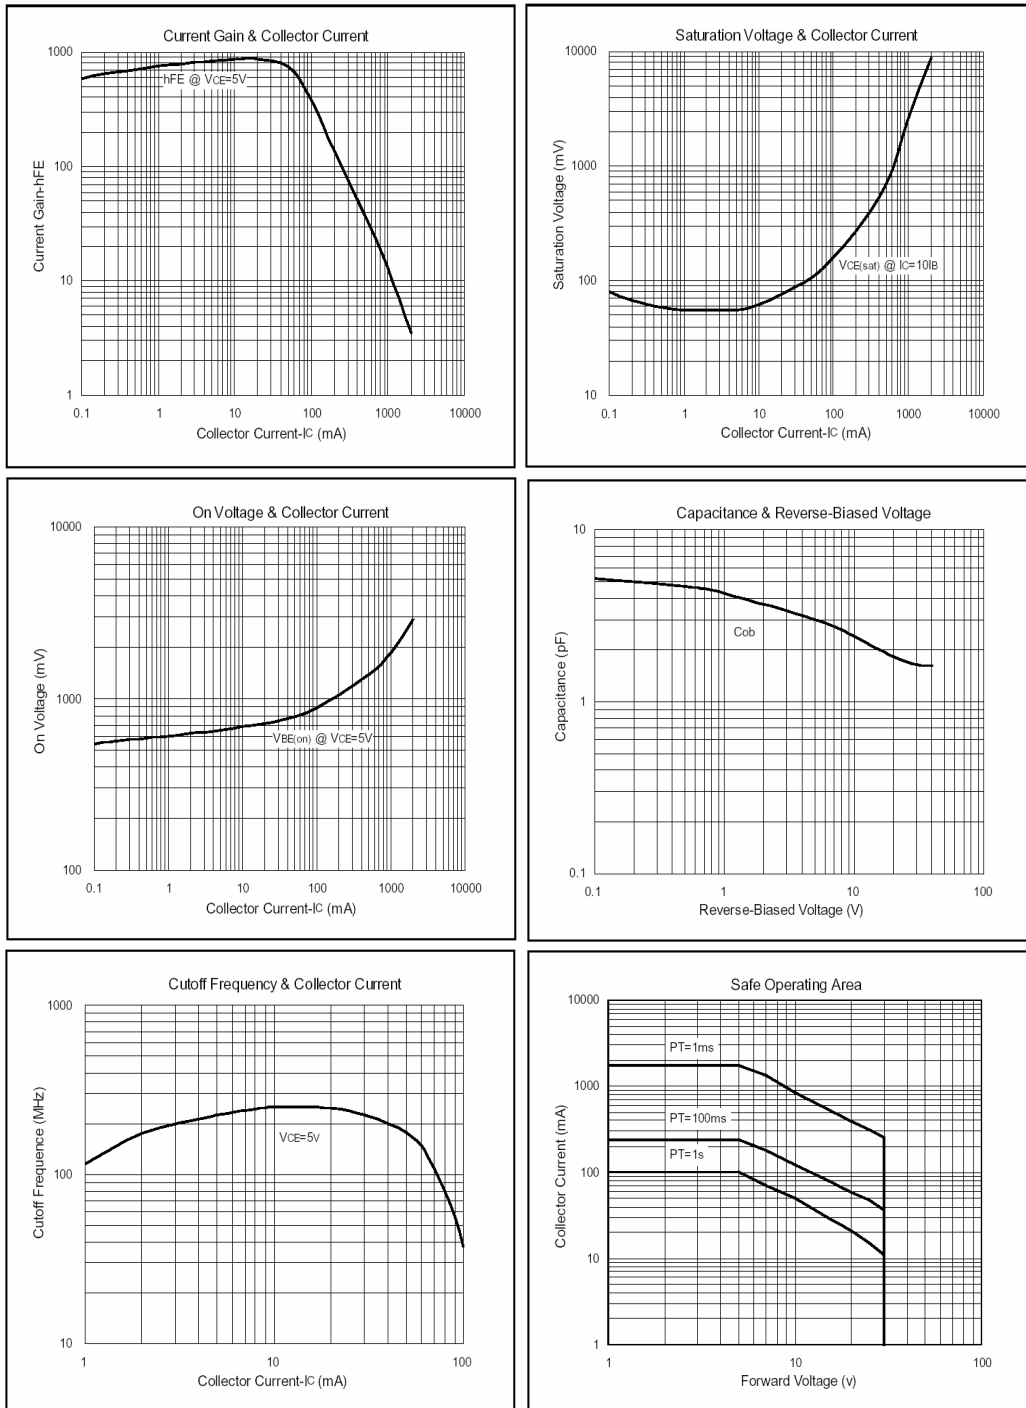 Current Gain & Collector Current
1000
100
10
1
hFE @ VCE=5V
Current Gain-hFE
0.1 1 10 100 1000 10000
Collector Current-IC (mA)
Saturation Voltage & Collector Current
10000
1000
100
10
VCE(sat) @ IC=10IB
Saturation Voltage (mV)
0.1 1 10 100 1000 10000
Collector Current-IC (mA)
On Voltage & Collector Current
10000
1000
100
VBE(on) @ VCE=5V
On Voltage (mV)
0.1 1 10 100 1000 10000
Collector Current-IC (mA)
Capacitance & Reverse-Biased Voltage
10
1
0.1
Cob
Capacitance (pF)
0.1 1 10 100
Reverse-Biased Voltage (V)
Cutoff Frequency & Collector Current
1000
100
10
VCE=5V
Cutoff Frequence (MHz)
1 10 100
Collector Current-IC (mA)
Safe Operating Area
10000
1000
100
10
1
PT=1ms
PT=100ms
PT=1s
Collector Current (mA)
1 10 100
Forward Voltage (v)